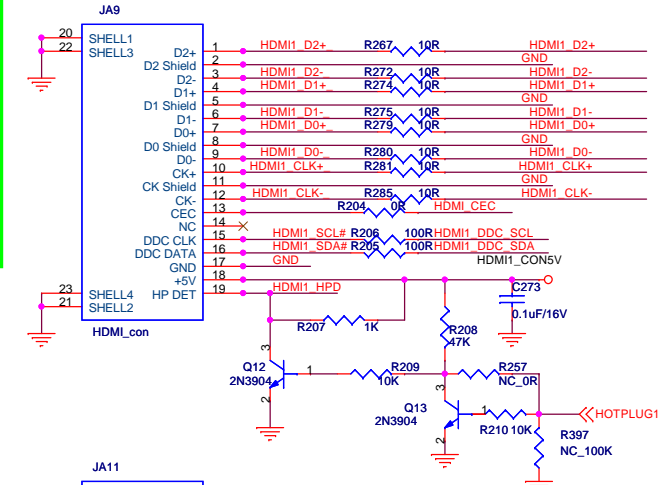 JA9
20 SHELL1
22 SHELL3
D2+ 1 HDMI1_D2+_ R267 10R HDMI1_D2+
D2 Shield 2 GND
D2- 3 HDMI1_D2-_ R272 10R HDMI1_D2-
D1+ 4 HDMI1_D1+_ R274 10R HDMI1_D1+
D1 Shield 5 GND
D1- 6 HDMI1_D1-_ R275 10R HDMI1_D1-
D0+ 7 HDMI1_D0+_ R279 10R HDMI1_D0+
D0 Shield 8 GND
D0- 9 HDMI1_D0-_ R280 10R HDMI1_D0-
CK+ 10 HDMI1_CLK+_ R281 10R HDMI1_CLK+
CK Shield 11 GND
CK- 12 HDMI1_CLK-_ R285 10R HDMI1_CLK-
CEC 13 R204 0R HDMI_CEC
NC 14
DDC CLK 15 HDMI1_SCL# R206 100R HDMI1_DDC_SCL
DDC DATA 16 HDMI1_SDA# R205 100R HDMI1_DDC_SDA
GND 17 GND HDMI1_CON5V
+5V 18
23 SHELL4 HP DET 19 HDMI1_HPD
21 SHELL2
C273
0.1uF/16V
HDMI_con
R207 1K
R208
47K
3
Q12
2N3904
1
2
R209
10K
R257
NC_0R
3
Q13
2N3904
1
2
R210 10K
HOTPLUG1
R397
NC_100K
JA11